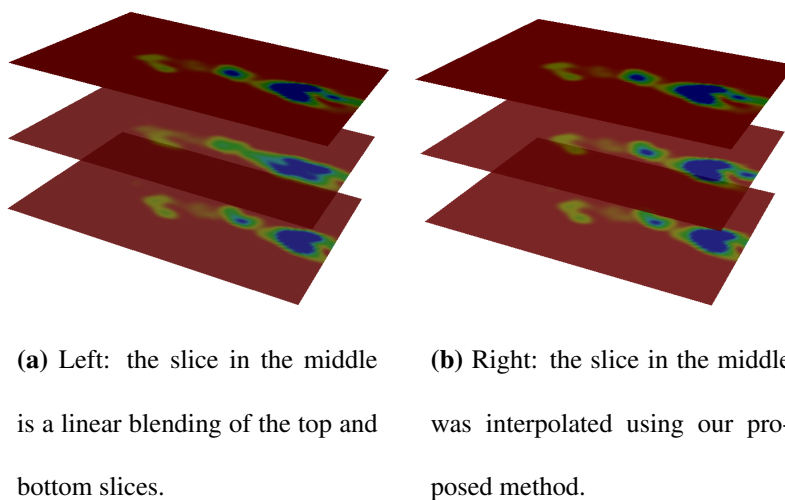 (a) Left: the slice in the middle
is a linear blending of the top and
bottom slices.
(b) Right: the slice in the middle
was interpolated using our pro-
posed method.